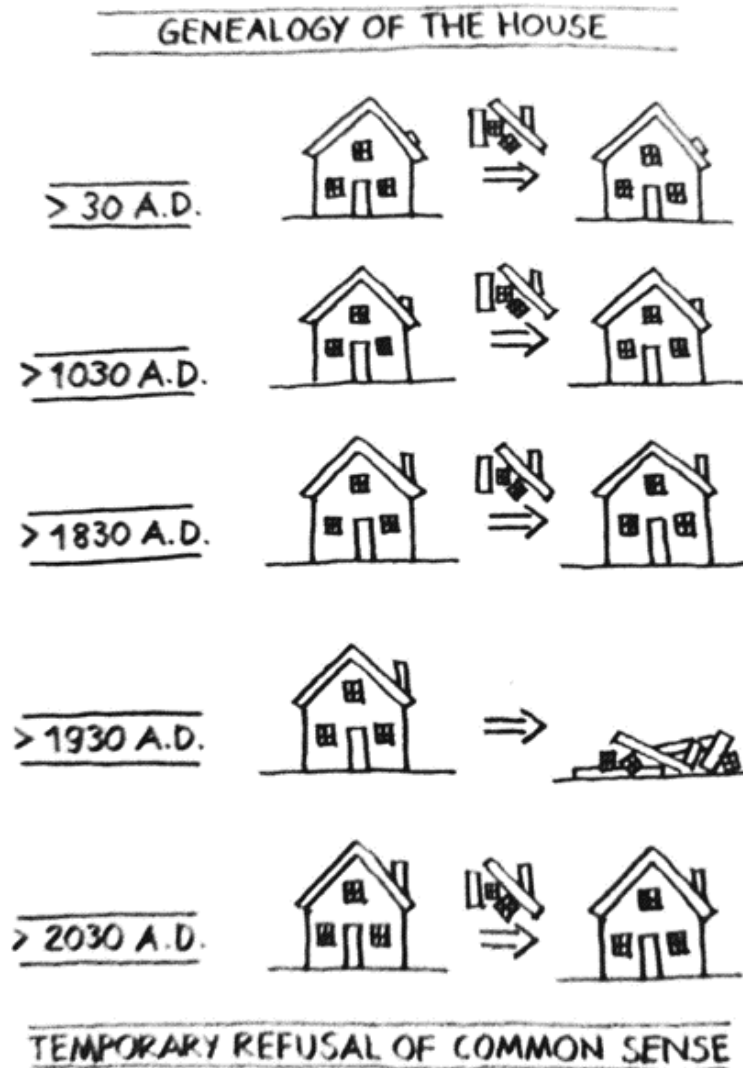 GENEALOGY OF THE HOUSE
> 30 A.D.
> 1030 A.D.
> 1830 A.D.
> 1930 A.D.
> 2030 A.D.
TEMPORARY REFUSAL OF COMMON SENSE